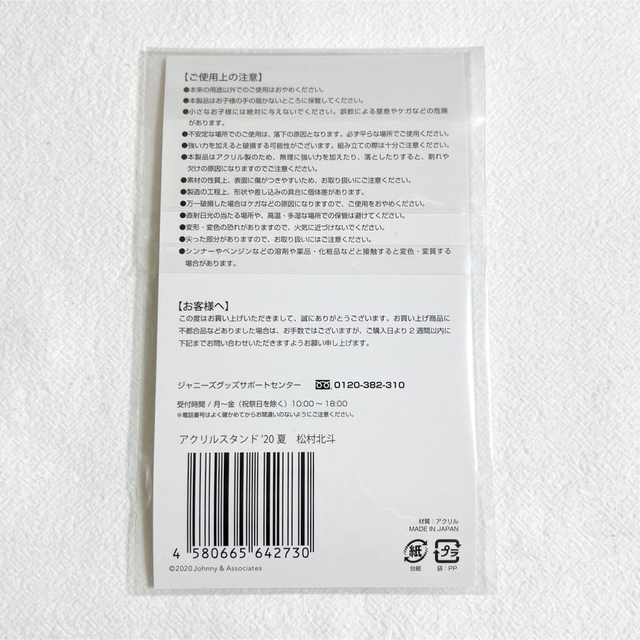 【ご使用上の注意】
●本来の用途以外でのご使用はおやめください。
●本製品はお子様の手の届かないところに保管してください。
●小さなお子様には絶対に与えないでください。誤飲による窒息やケガなどの危険
があります。
●不安定な場所でのご使用は、落下の原因となります。必ず平らな場所でご使用ください。
●強い力を加えると破損する可能性がございます。組み立ての際は十分ご注意ください。
●本製品はアクリル製のため、無理に強い力を加えたり、落としたりすると、割れや
欠けの原因になりますのでご注意ください。
●素材の性質上、表面に傷がつきやすいため、お取り扱いにご注意ください。
●製造の工程上、形状や差し込みの具合に個体差があります。
●万一破損した場合はケガなどの原因になりますので、ご使用をおやめください。
●直射日光の当たる場所や、高温・多湿な場所での保管は避けてください。
●変形・変色の恐れがありますので、火気に近づけないでください。
●尖った部分がありますので、お取り扱いにはご注意ください。
●シンナーやベンジンなどの溶剤や薬品・化粧品などと接触すると変色・変質する
場合があります。
【お客様へ】
この度はお買い上げいただきまして、誠にありがとうございます。お買い上げ商品に
不都合品などありました場合は、お手数ではございますが、ご購入日より2週間以内に
下記までお問い合わせいただきますようお願い申し上げます。
ジャニーズグッズサポートセンター 0120-382-310
受付時間/月~金(祝祭日を除く)10:00~18:00
※電話番号はよく確かめてからお間違いのないようにご注意ください。
アクリルスタンド '20夏 松村北斗
4 580665 642730
©2020 Johnny & Associates
材質:アクリル
MADE IN JAPAN
紙 プラ
台紙 袋:PP